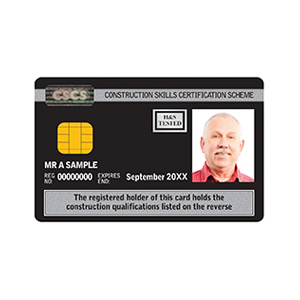 CSCS
CONSTRUCTION SKILLS CERTIFICATION SCHEME
H&S
TESTED
MR A SAMPLE
REG NO 00000000 EXPIRES END: September 20XX
The registered holder of this card holds the
construction qualifications listed on the reverse